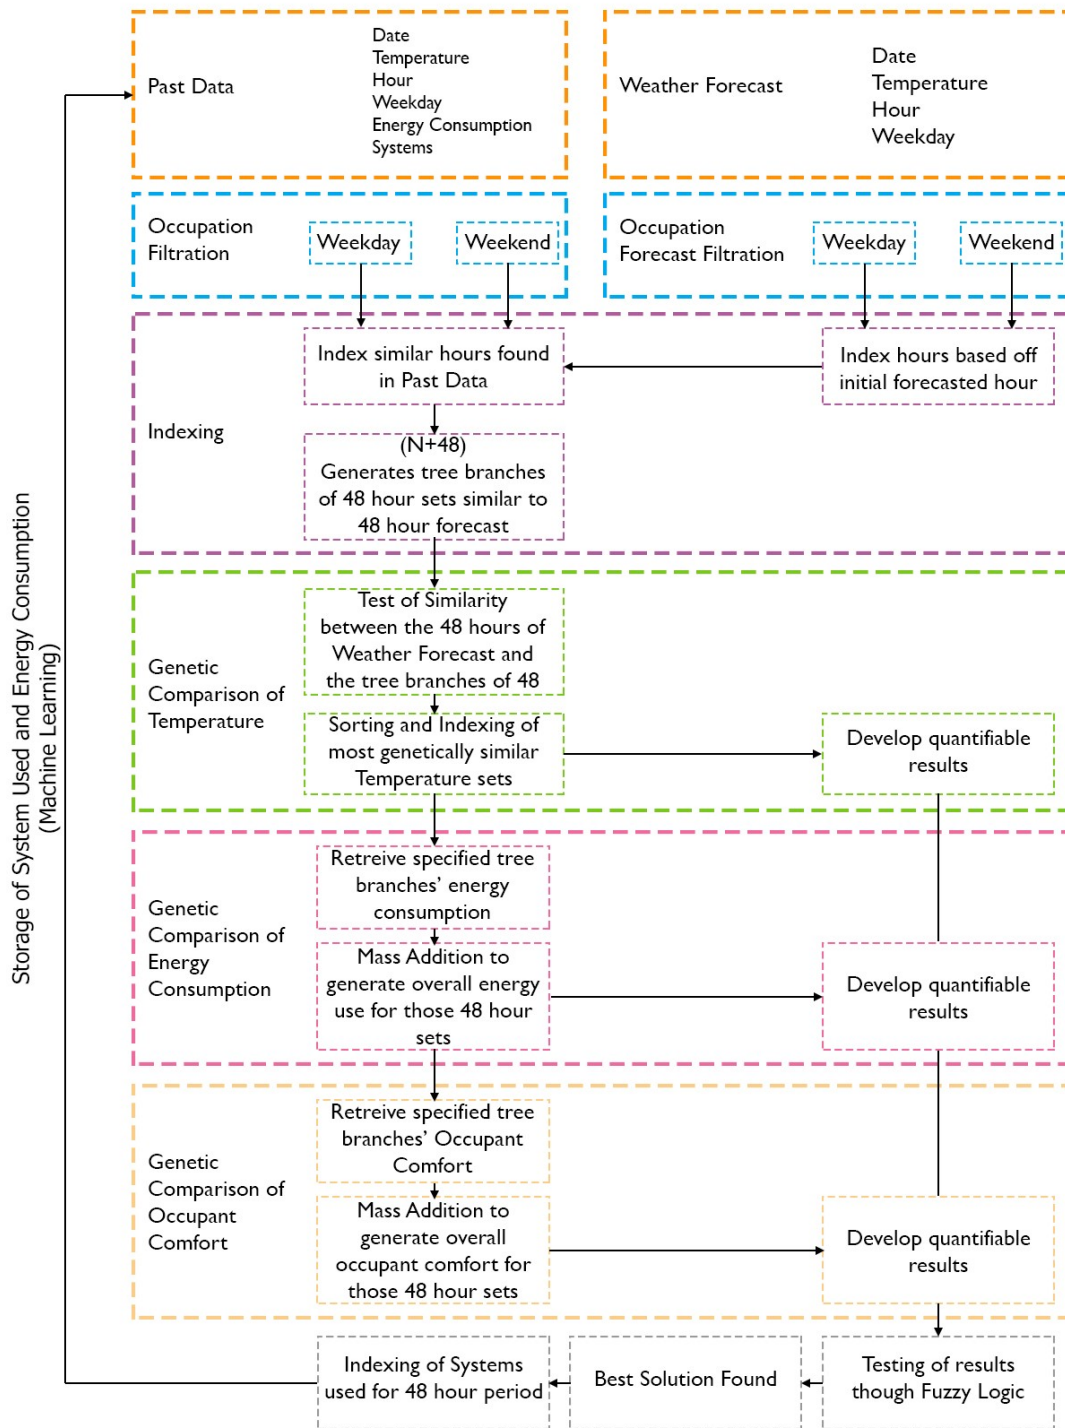 Past Data
Date
Temperature
Hour
Weekday
Energy Consumption
Systems
Weather Forecast
Date
Temperature
Hour
Weekday
Occupation
Filtration
Weekday
Weekend
Occupation
Forecast Filtration
Weekday
Weekend
Indexing
Index similar hours found
in Past Data
Index hours based off
initial forecasted hour
(N+48)
Generates tree branches
of 48 hour sets similar to
48 hour forecast
Genetic
Comparison of
Temperature
Test of Similarity
between the 48 hours of
Weather Forecast and
the tree branches of 48
Sorting and Indexing of
most genetically similar
Temperature sets
Develop quantifiable
results
Genetic
Comparison of
Energy
Consumption
Retreive specified tree
branches’ energy
consumption
Mass Addition to
generate overall energy
use for those 48 hour
sets
Develop quantifiable
results
Genetic
Comparison of
Occupant
Comfort
Retreive specified tree
branches’ Occupant
Comfort
Mass Addition to
generate overall
occupant comfort for
those 48 hour sets
Develop quantifiable
results
Testing of results
though Fuzzy Logic
Best Solution Found
Indexing of Systems
used for 48 hour period
Storage of System Used and Energy Consumption
(Machine Learning)